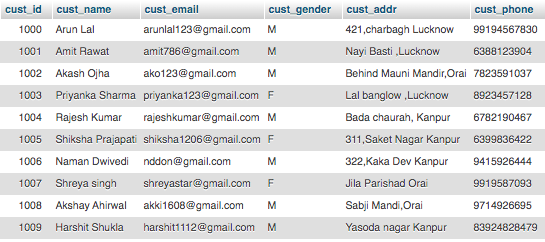 cust_id cust_name cust_email cust_gender cust_addr cust_phone
1000 Arun Lal arunlal123@gmail.com M 421,charbagh Lucknow 99194567830
1001 Amit Rawat amit786@gmail.com M Nayi Basti ,Lucknow 6388123904
1002 Akash Ojha ako123@gmail.com M Behind Mauni Mandir,Orai 7823591037
1003 Priyanka Sharma priyanka123@gmail.com F Lal banglow ,Lucknow 8923457128
1004 Rajesh Kumar rajeshkumar@gmail.com M Bada chaurah, Kanpur 6782190467
1005 Shiksha Prajapati shiksha1206@gmail.com F 311,Saket Nagar Kanpur 6399836422
1006 Naman Dwivedi nddon@gmail.com M 322,Kaka Dev Kanpur 9415926444
1007 Shreya singh shreyastar@gmail.com F Jila Parishad Orai 9919587093
1008 Akshay Ahirwal akki1608@gmail.com M Sabji Mandi,Orai 9714926695
1009 Harshit Shukla harshit1112@gmail.com M Yasoda nagar Kanpur 83924828479